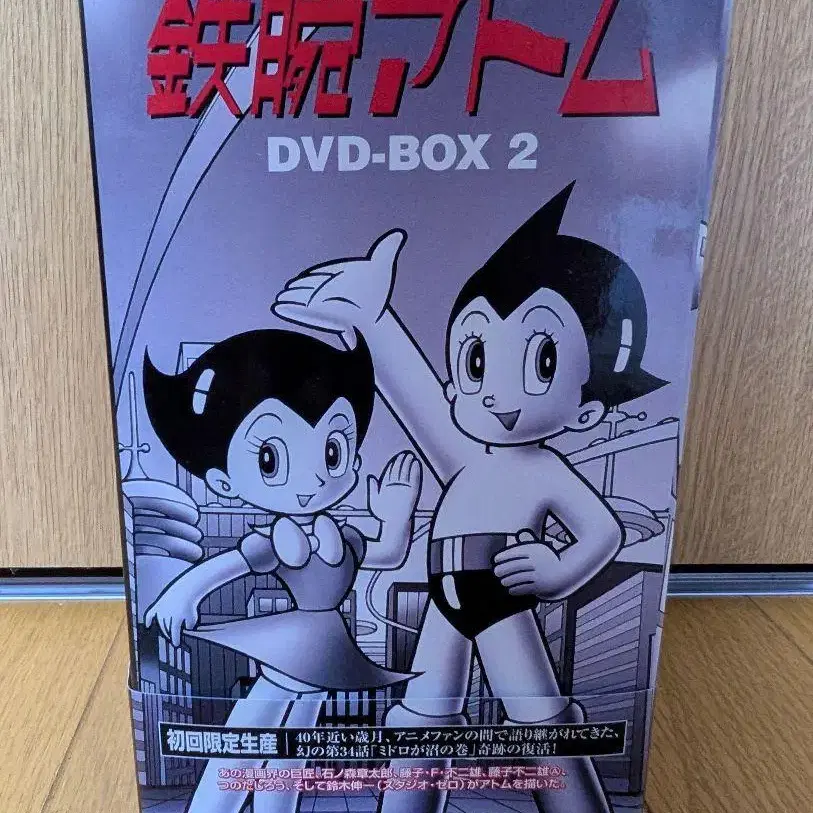 鉄腕アトム
DVD-BOX 2
初回限定生産
40年近い歳月、アニメファンの間で語り継がれてきた、
幻の第34話「ミドロが沼の巻」奇跡の復活!
あの漫画界の巨匠、石ノ森章太郎、藤子・F・不二雄、藤子不二雄Ⓐ、
つのだじろう、そして鈴木伸一(スタジオ・ゼロ)がアトムを描いた。